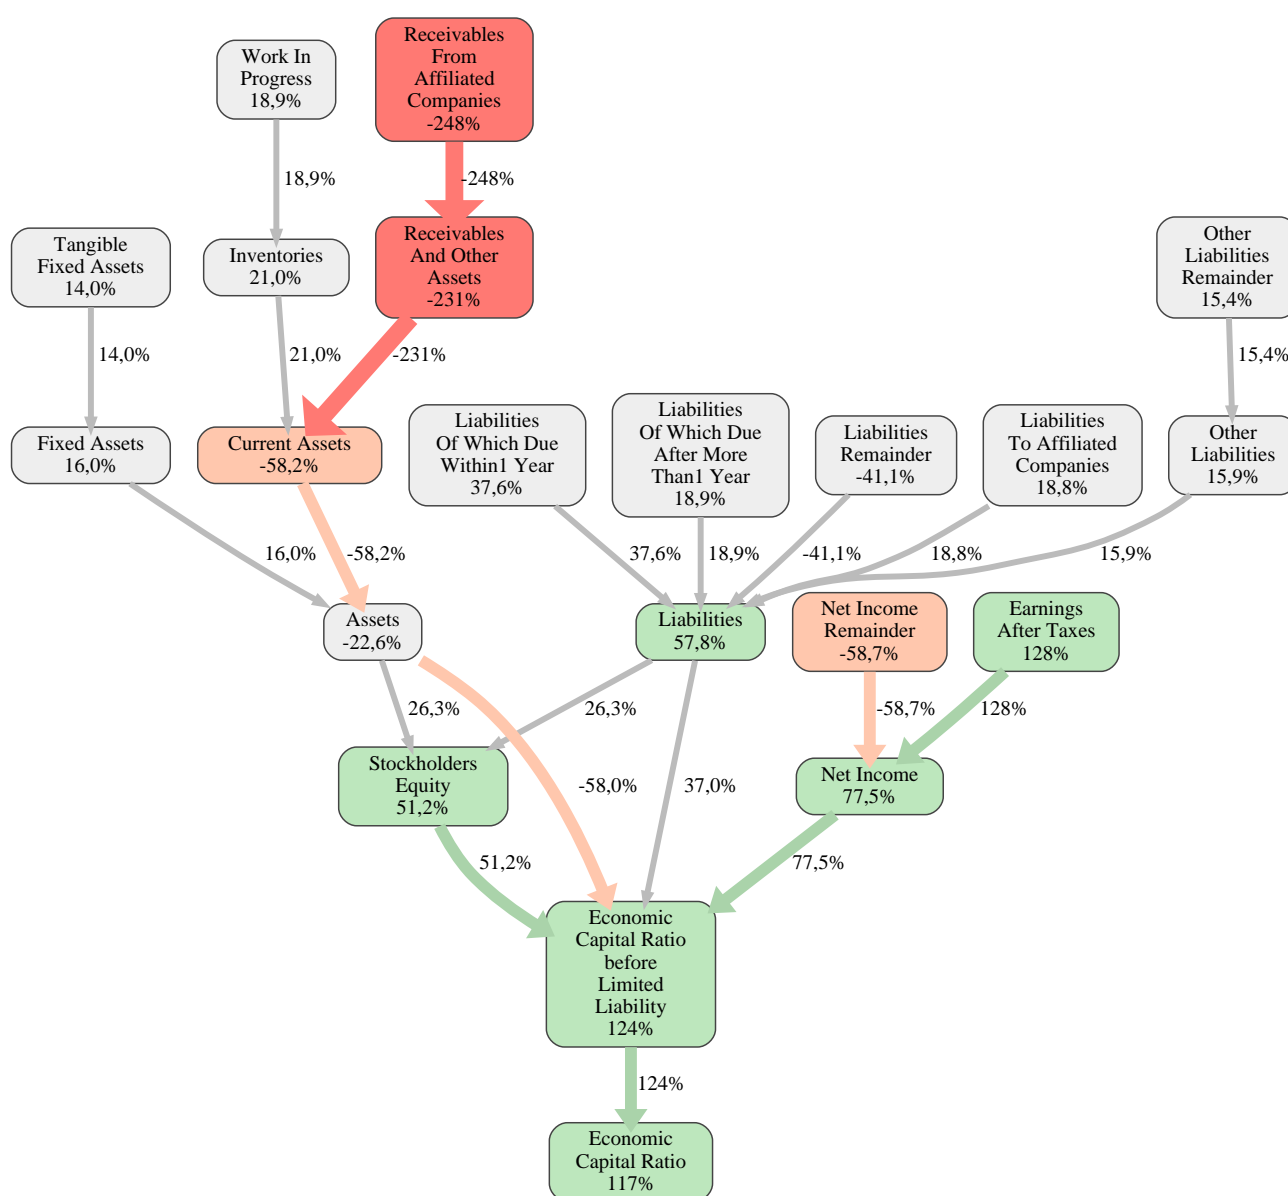 Receivables
From
Affiliated
Companies
-248%
Work In
Progress
18,9%
18,9%
-248%
Tangible
Fixed Assets
14,0%
Inventories
21,0%
Receivables
And Other
Assets
-231%
Other
Liabilities
Remainder
15,4%
14,0%
21,0%
-231%
15,4%
Fixed Assets
16,0%
Current Assets
-58,2%
Liabilities
Of Which Due
Within1 Year
37,6%
Liabilities
Of Which Due
After More
Than1 Year
18,9%
Liabilities
Remainder
-41,1%
Liabilities
To Affiliated
Companies
18,8%
Other
Liabilities
15,9%
16,0%
-58,2%
37,6%
18,9%
-41,1%
18,8%
15,9%
Assets
-22,6%
Liabilities
57,8%
Net Income
Remainder
-58,7%
Earnings
After Taxes
128%
26,3%
26,3%
-58,7%
128%
Stockholders
Equity
51,2%
-58,0%
37,0%
Net Income
77,5%
51,2%
77,5%
Economic
Capital Ratio
before
Limited
Liability
124%
124%
Economic
Capital Ratio
117%